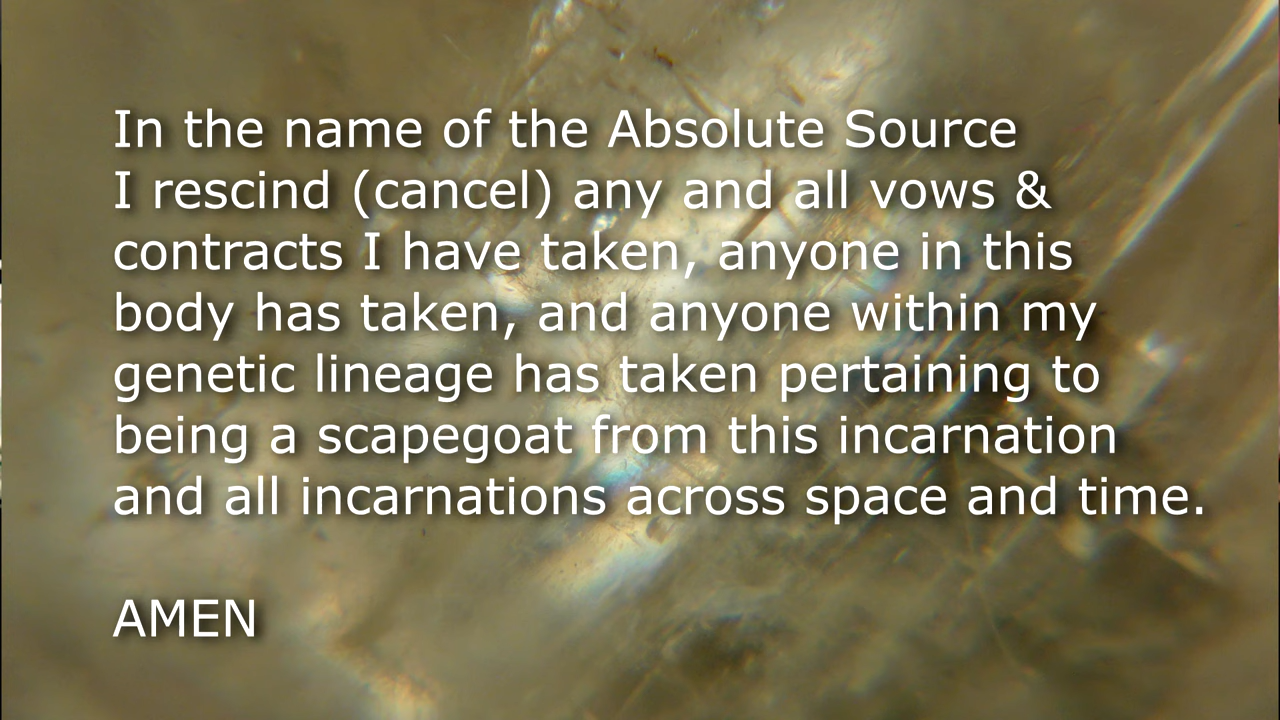 In the name of the Absolute Source
I rescind (cancel) any and all vows &
contracts I have taken, anyone in this
body has taken, and anyone within my
genetic lineage has taken pertaining to
being a scapegoat from this incarnation
and all incarnations across space and time.
AMEN